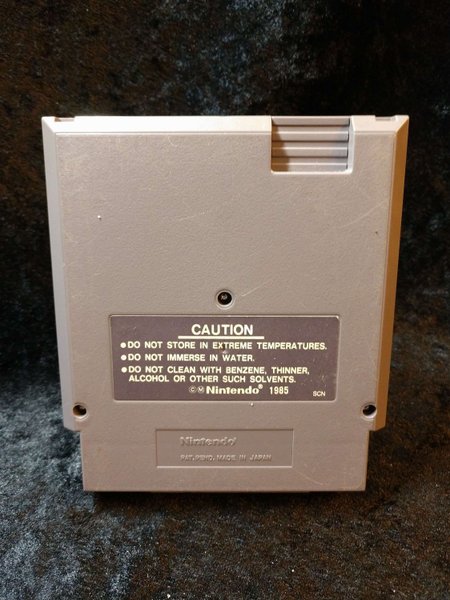 CAUTION
●DO NOT STORE IN EXTREME TEMPERATURES.
●DO NOT IMMERSE IN WATER.
●DO NOT CLEAN WITH BENZENE, THINNER,
ALCOHOL OR OTHER SUCH SOLVENTS.
©Ⓜ Nintendo® 1985 SCN
Nintendo®
PAT. PEND. MADE IN JAPAN